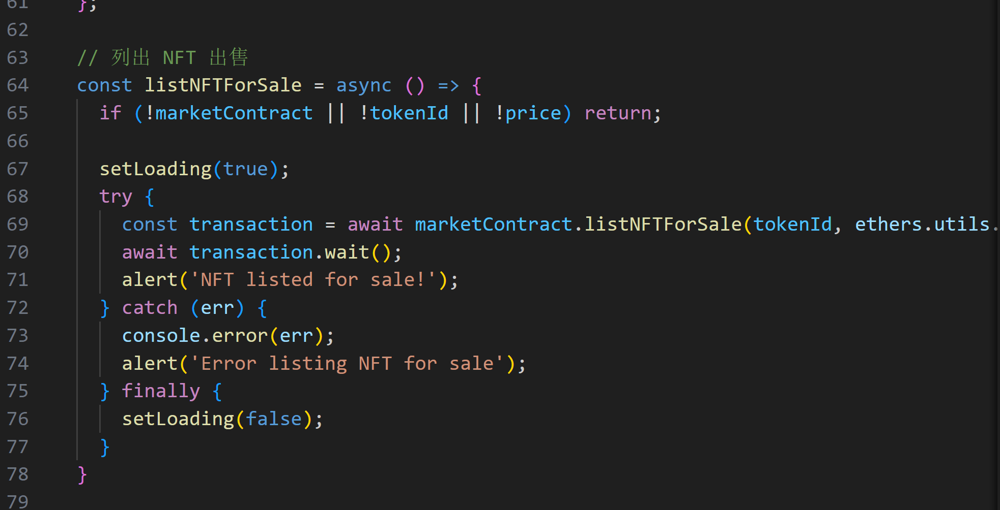 61 };
62
63 // 列出 NFT 出售
64 const listNFTForSale = async () => {
65 if (!marketContract || !tokenId || !price) return;
66
67 setLoading(true);
68 try {
69 const transaction = await marketContract.listNFTForSale(tokenId, ethers.utils.
70 await transaction.wait();
71 alert('NFT listed for sale!');
72 } catch (err) {
73 console.error(err);
74 alert('Error listing NFT for sale');
75 } finally {
76 setLoading(false);
77 }
78 }
79